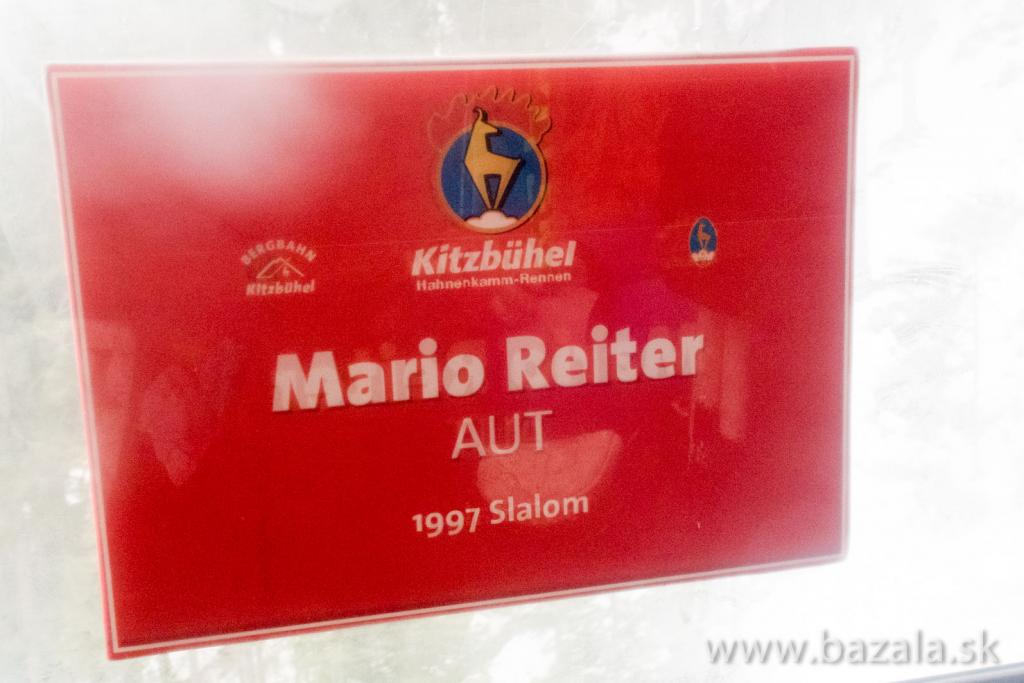 BERGBAHN
Kitzbühel
Kitzbühel
Hahnenkamm-Rennen
Mario Reiter
AUT
1997 Slalom
www.bazala.sk